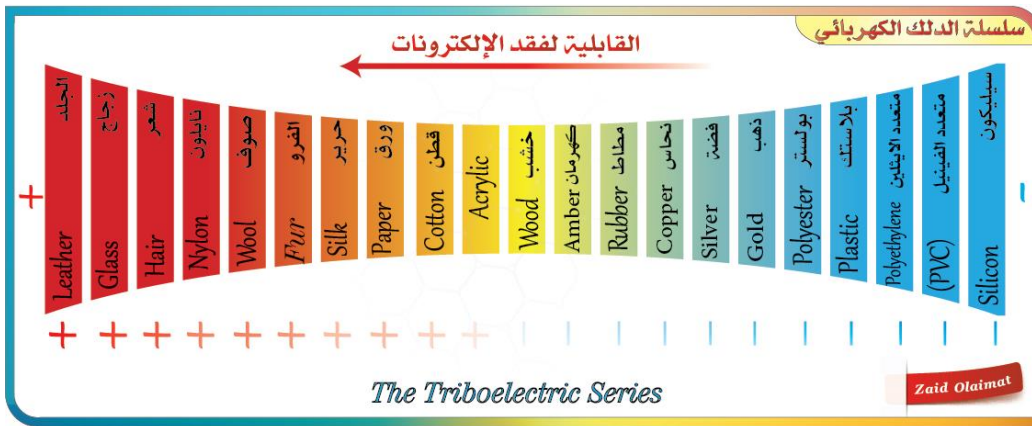 سلسلة الدلك الكهربائي
القابلية لفقد الإلكترونات
+
-
الجلد Leather
زجاج Glass
شعر Hair
نايلون Nylon
صوف Wool
الفرو Fur
حرير Silk
ورق Paper
قطن Cotton
Acrylic
خشب Wood
كهرمان Amber
مطاط Rubber
نحاس Copper
فضة Silver
ذهب Gold
بولستر Polyester
بلاستك Plastic
متعدد الايثلين Polyethylene
متعدد الفينيل (PVC)
سيليكون Silicon
+ + + + + + + + + + - - - - - - - - - - -
The Triboelectric Series
Zaid Olaimat